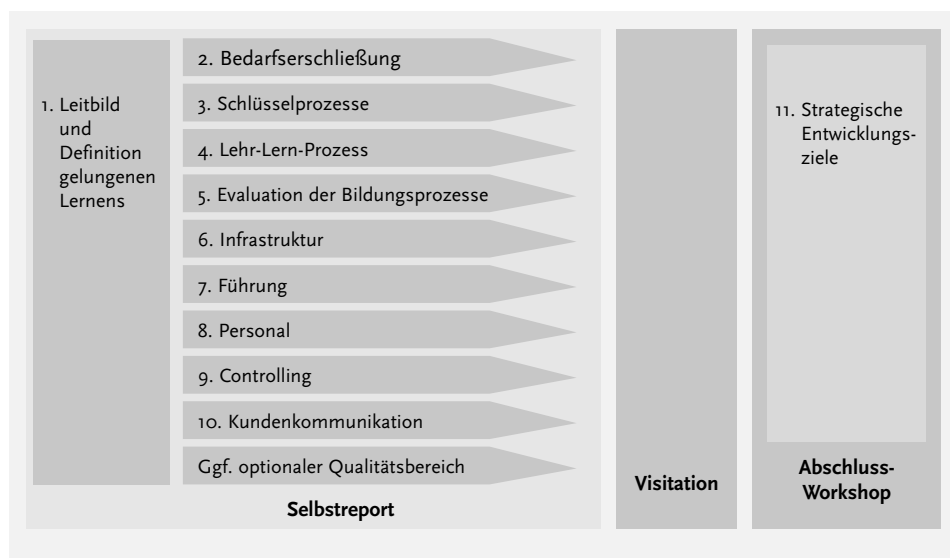 1. Leitbild
und
Definition
gelungenen
Lernens
2. Bedarfserschließung
3. Schlüsselprozesse
4. Lehr-Lern-Prozess
5. Evaluation der Bildungsprozesse
6. Infrastruktur
7. Führung
8. Personal
9. Controlling
10. Kundenkommunikation
Ggf. optionaler Qualitätsbereich
Selbstreport
Visitation
11. Strategische
Entwicklungs-
ziele
Abschluss-
Workshop